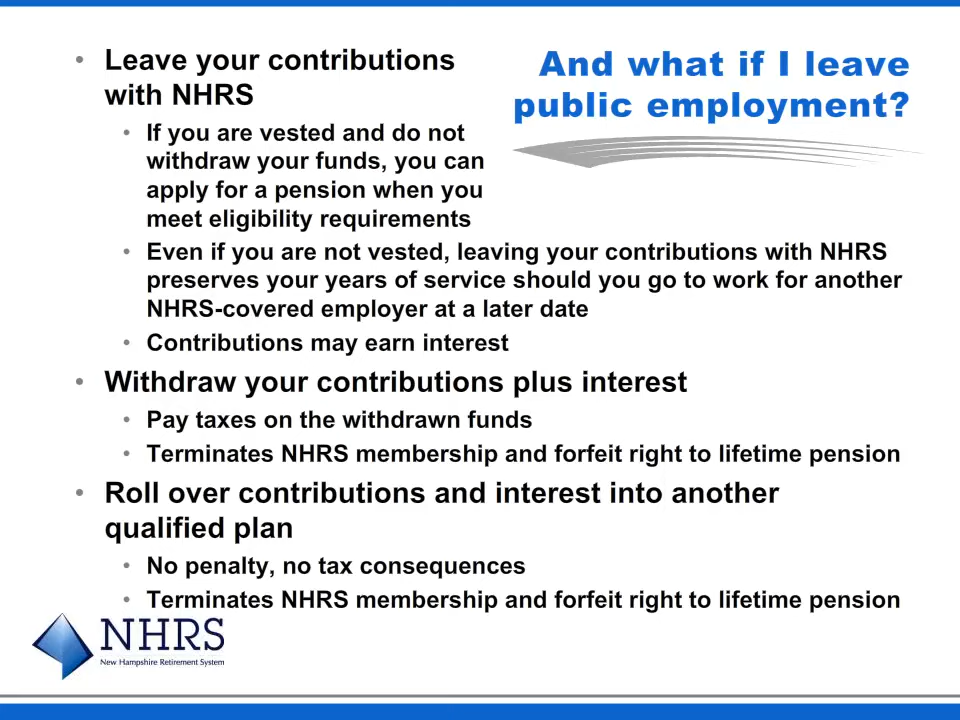 And what if I leave
public employment?
• Leave your contributions
with NHRS
• If you are vested and do not
withdraw your funds, you can
apply for a pension when you
meet eligibility requirements
• Even if you are not vested, leaving your contributions with NHRS
preserves your years of service should you go to work for another
NHRS-covered employer at a later date
• Contributions may earn interest
• Withdraw your contributions plus interest
• Pay taxes on the withdrawn funds
• Terminates NHRS membership and forfeit right to lifetime pension
• Roll over contributions and interest into another
qualified plan
• No penalty, no tax consequences
• Terminates NHRS membership and forfeit right to lifetime pension
NHRS
New Hampshire Retirement System